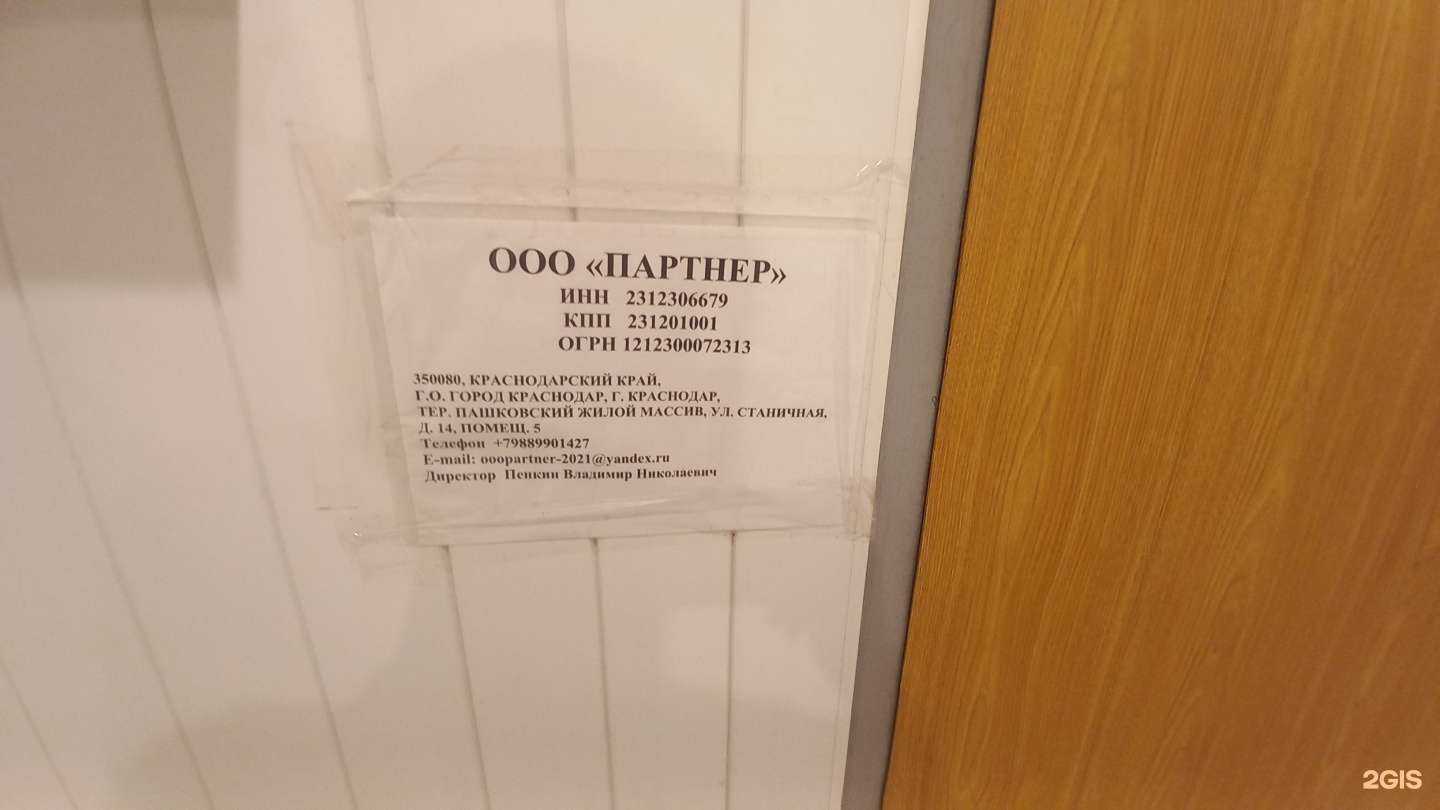 ООО «ПАРТНЕР»
ИНН 2312306679
КПП 231201001
ОГРН 1212300072313
350080, КРАСНОДАРСКИЙ КРАЙ,
Г.О. ГОРОД КРАСНОДАР, Г. КРАСНОДАР,
ТЕР. ПАШКОВСКИЙ ЖИЛОЙ МАССИВ, УЛ. СТАНИЧНАЯ,
Д. 14, ПОМЕЩ. 5
Телефон +79889901427
E-mail: ooopartner-2021@yandex.ru
Директор Пенкин Владимир Николаевич
2GIS